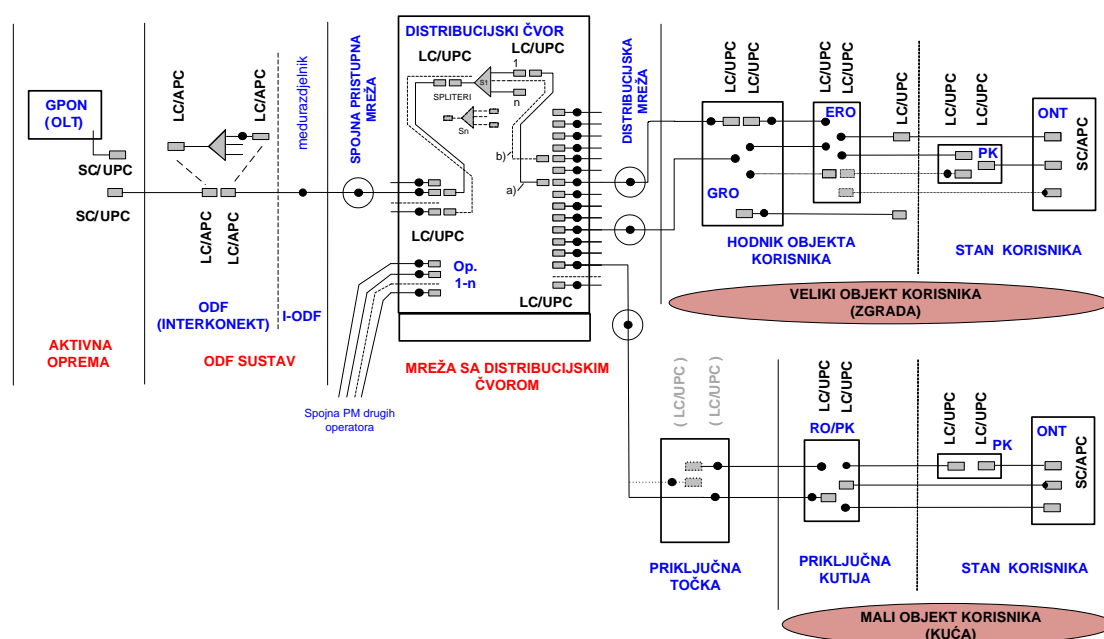 GPON
(OLT)
SC/UPC
SC/UPC
AKTIVNA
OPREMA
LC/APC
LC/APC
LC/APC
LC/APC
ODF
(INTERKONEKT)
I-ODF
ODF SUSTAV
međurazdjelnik
SPOJNA PRISTUPNA
MREŽA
DISTRIBUCIJSKI ČVOR
LC/UPC
LC/UPC
1
S1
SPLITERI
n
Sn
b)
a)
LC/UPC
Op.
1-n
LC/UPC
MREŽA SA DISTRIBUCIJSKIM
ČVOROM
Spojna PM drugih
operatora
DISTRIBUCIJSKA
MREŽA
LC/UPC
LC/UPC
GRO
LC/UPC
LC/UPC
ERO
LC/UPC
HODNIK OBJEKTA
KORISNIKA
LC/UPC
LC/UPC
PK
ONT
SC/APC
STAN KORISNIKA
VELIKI OBJEKT KORISNIKA
(ZGRADA)
( LC/UPC )
( LC/UPC )
PRIKLJUČNA
TOČKA
LC/UPC
LC/UPC
RO/PK
PRIKLJUČNA
KUTIJA
LC/UPC
LC/UPC
PK
ONT
SC/APC
STAN KORISNIKA
MALI OBJEKT KORISNIKA
(KUĆA)